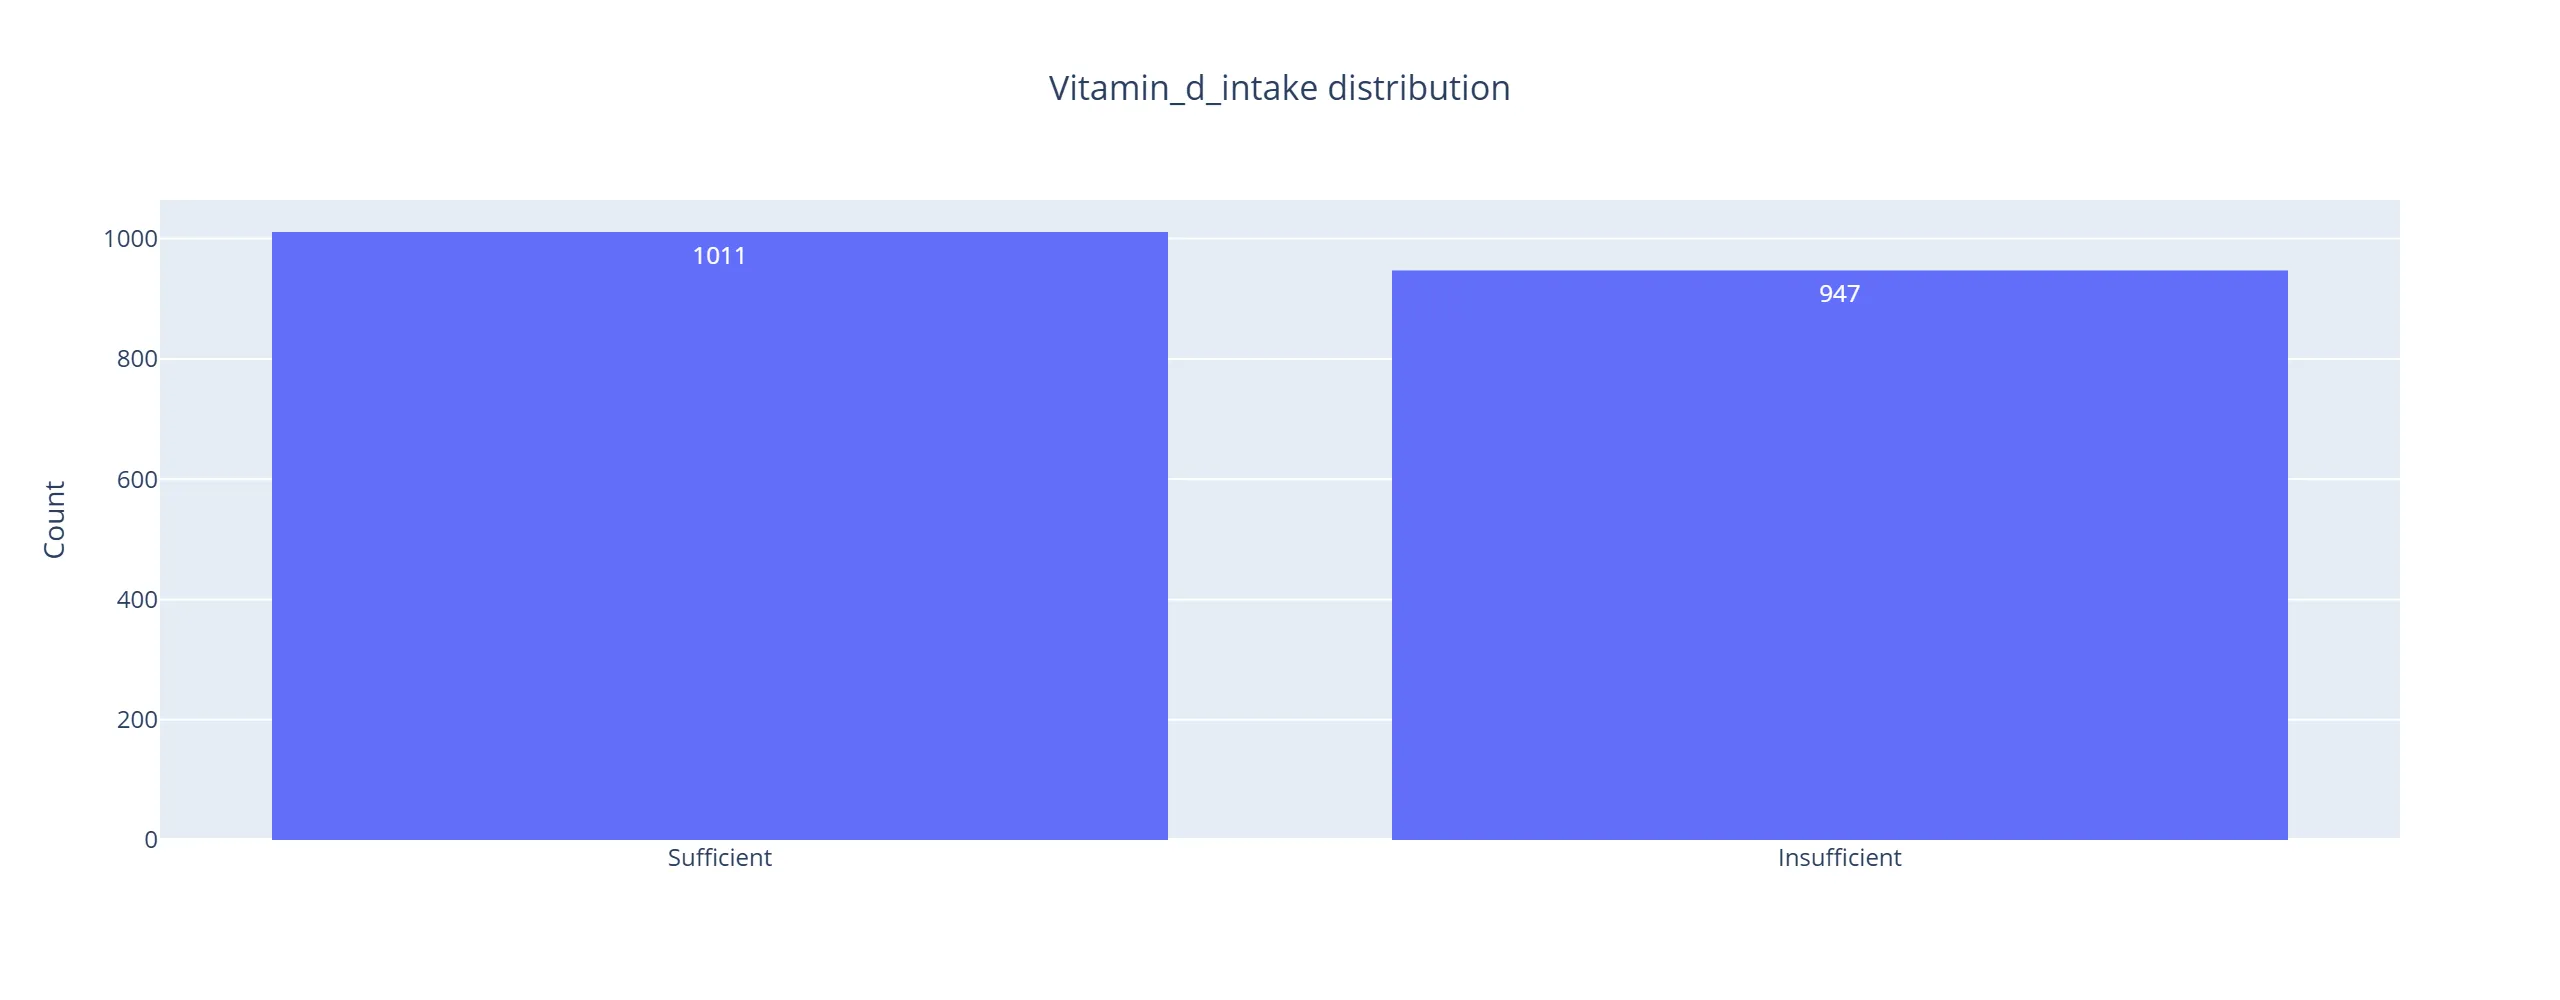 Vitamin_d_intake distribution
Count
1000
800
600
400
200
0
1011
947
Sufficient
Insufficient